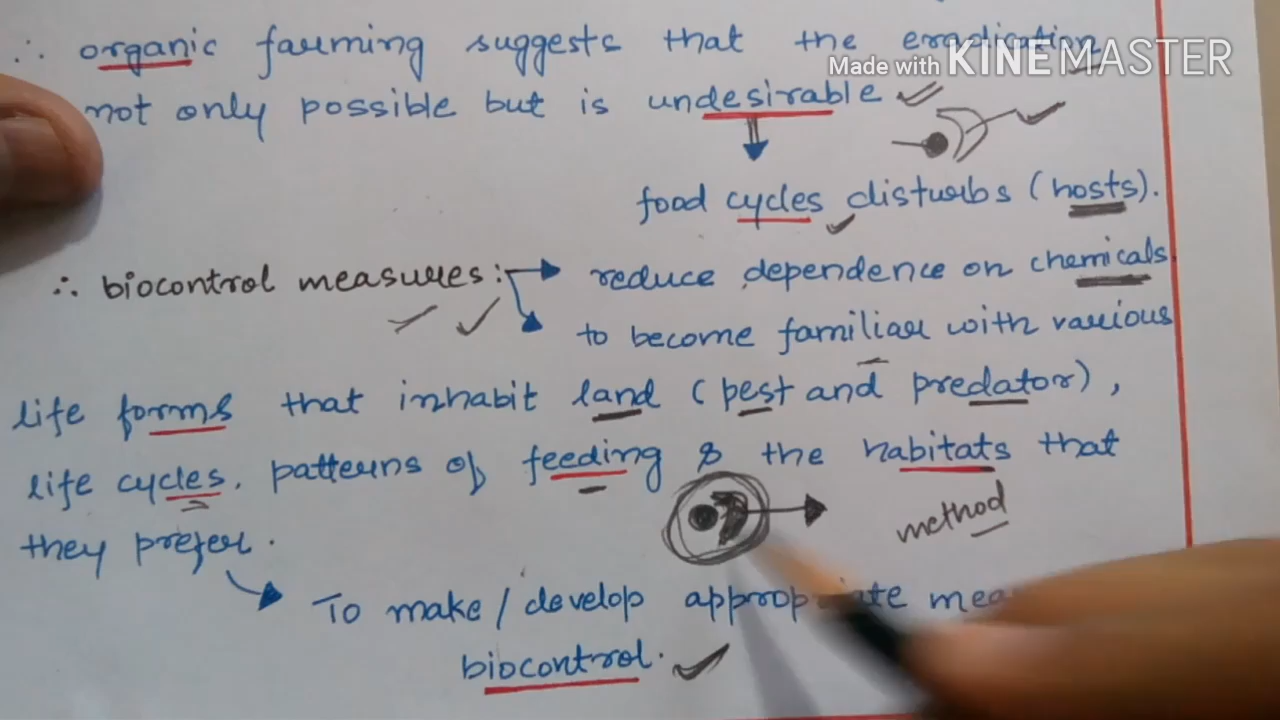 ∴ organic farming suggests that the eradication
Made with KINEMASTER
not only possible but is undesirable
food cycles disturbs (hosts).
∴ biocontrol measures: reduce dependence on chemicals.
to become familiar with various
life forms that inhabit land (pest and predator),
life cycles, patterns of feeding & the habitats that
they prefer.
method
To make / develop appropriate
biocontrol.